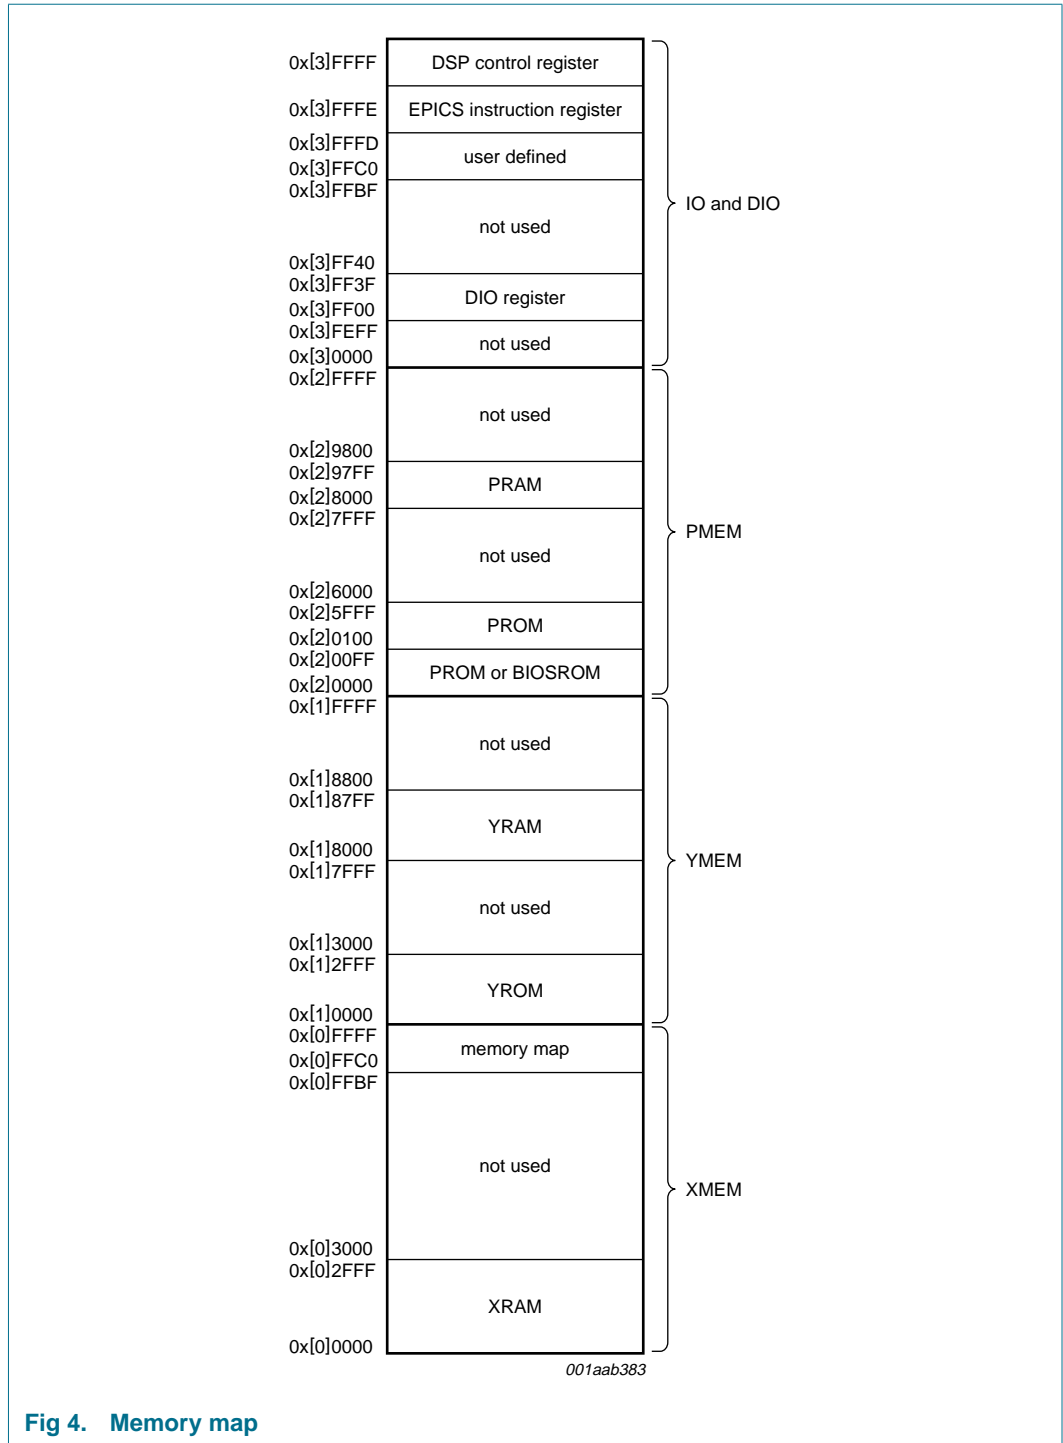 0x[3]FFFF DSP control register
0x[3]FFFE EPICS instruction register
0x[3]FFFD
user defined
0x[3]FFC0
0x[3]FFBF
IO and DIO
not used
0x[3]FF40
0x[3]FF3F
DIO register
0x[3]FF00
0x[3]FEFF
not used
0x[3]0000
0x[2]FFFF
not used
0x[2]9800
0x[2]97FF
PRAM
0x[2]8000
0x[2]7FFF
PMEM
not used
0x[2]6000
0x[2]5FFF
PROM
0x[2]0100
0x[2]00FF
PROM or BIOSROM
0x[2]0000
0x[1]FFFF
not used
0x[1]8800
0x[1]87FF
YRAM
0x[1]8000
YMEM
0x[1]7FFF
not used
0x[1]3000
0x[1]2FFF
YROM
0x[1]0000
0x[0]FFFF
memory map
0x[0]FFC0
0x[0]FFBF
not used
XMEM
0x[0]3000
0x[0]2FFF
XRAM
0x[0]0000
001aab383
Fig 4. Memory map